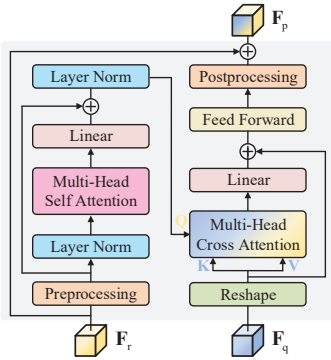 F_p
Layer Norm
Postprocessing
Linear
Feed Forward
Multi-Head
Self Attention
Linear
Q
Multi-Head
Cross Attention
Layer Norm
K
V
Preprocessing
Reshape
F_r
F_q